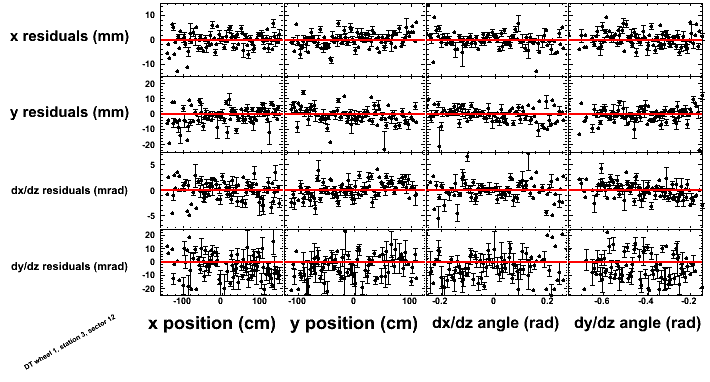 x residuals (mm)
10
0
-10
y residuals (mm)
20
10
0
-10
-20
dx/dz residuals (mrad)
5
0
-5
dy/dz residuals (mrad)
20
10
0
-10
-20
-100 0 100 -100 0 100 -0.2 0 0.2 -0.6 -0.4 -0.2
x position (cm) y position (cm) dx/dz angle (rad) dy/dz angle (rad)
DT wheel 1, station 3, sector 12